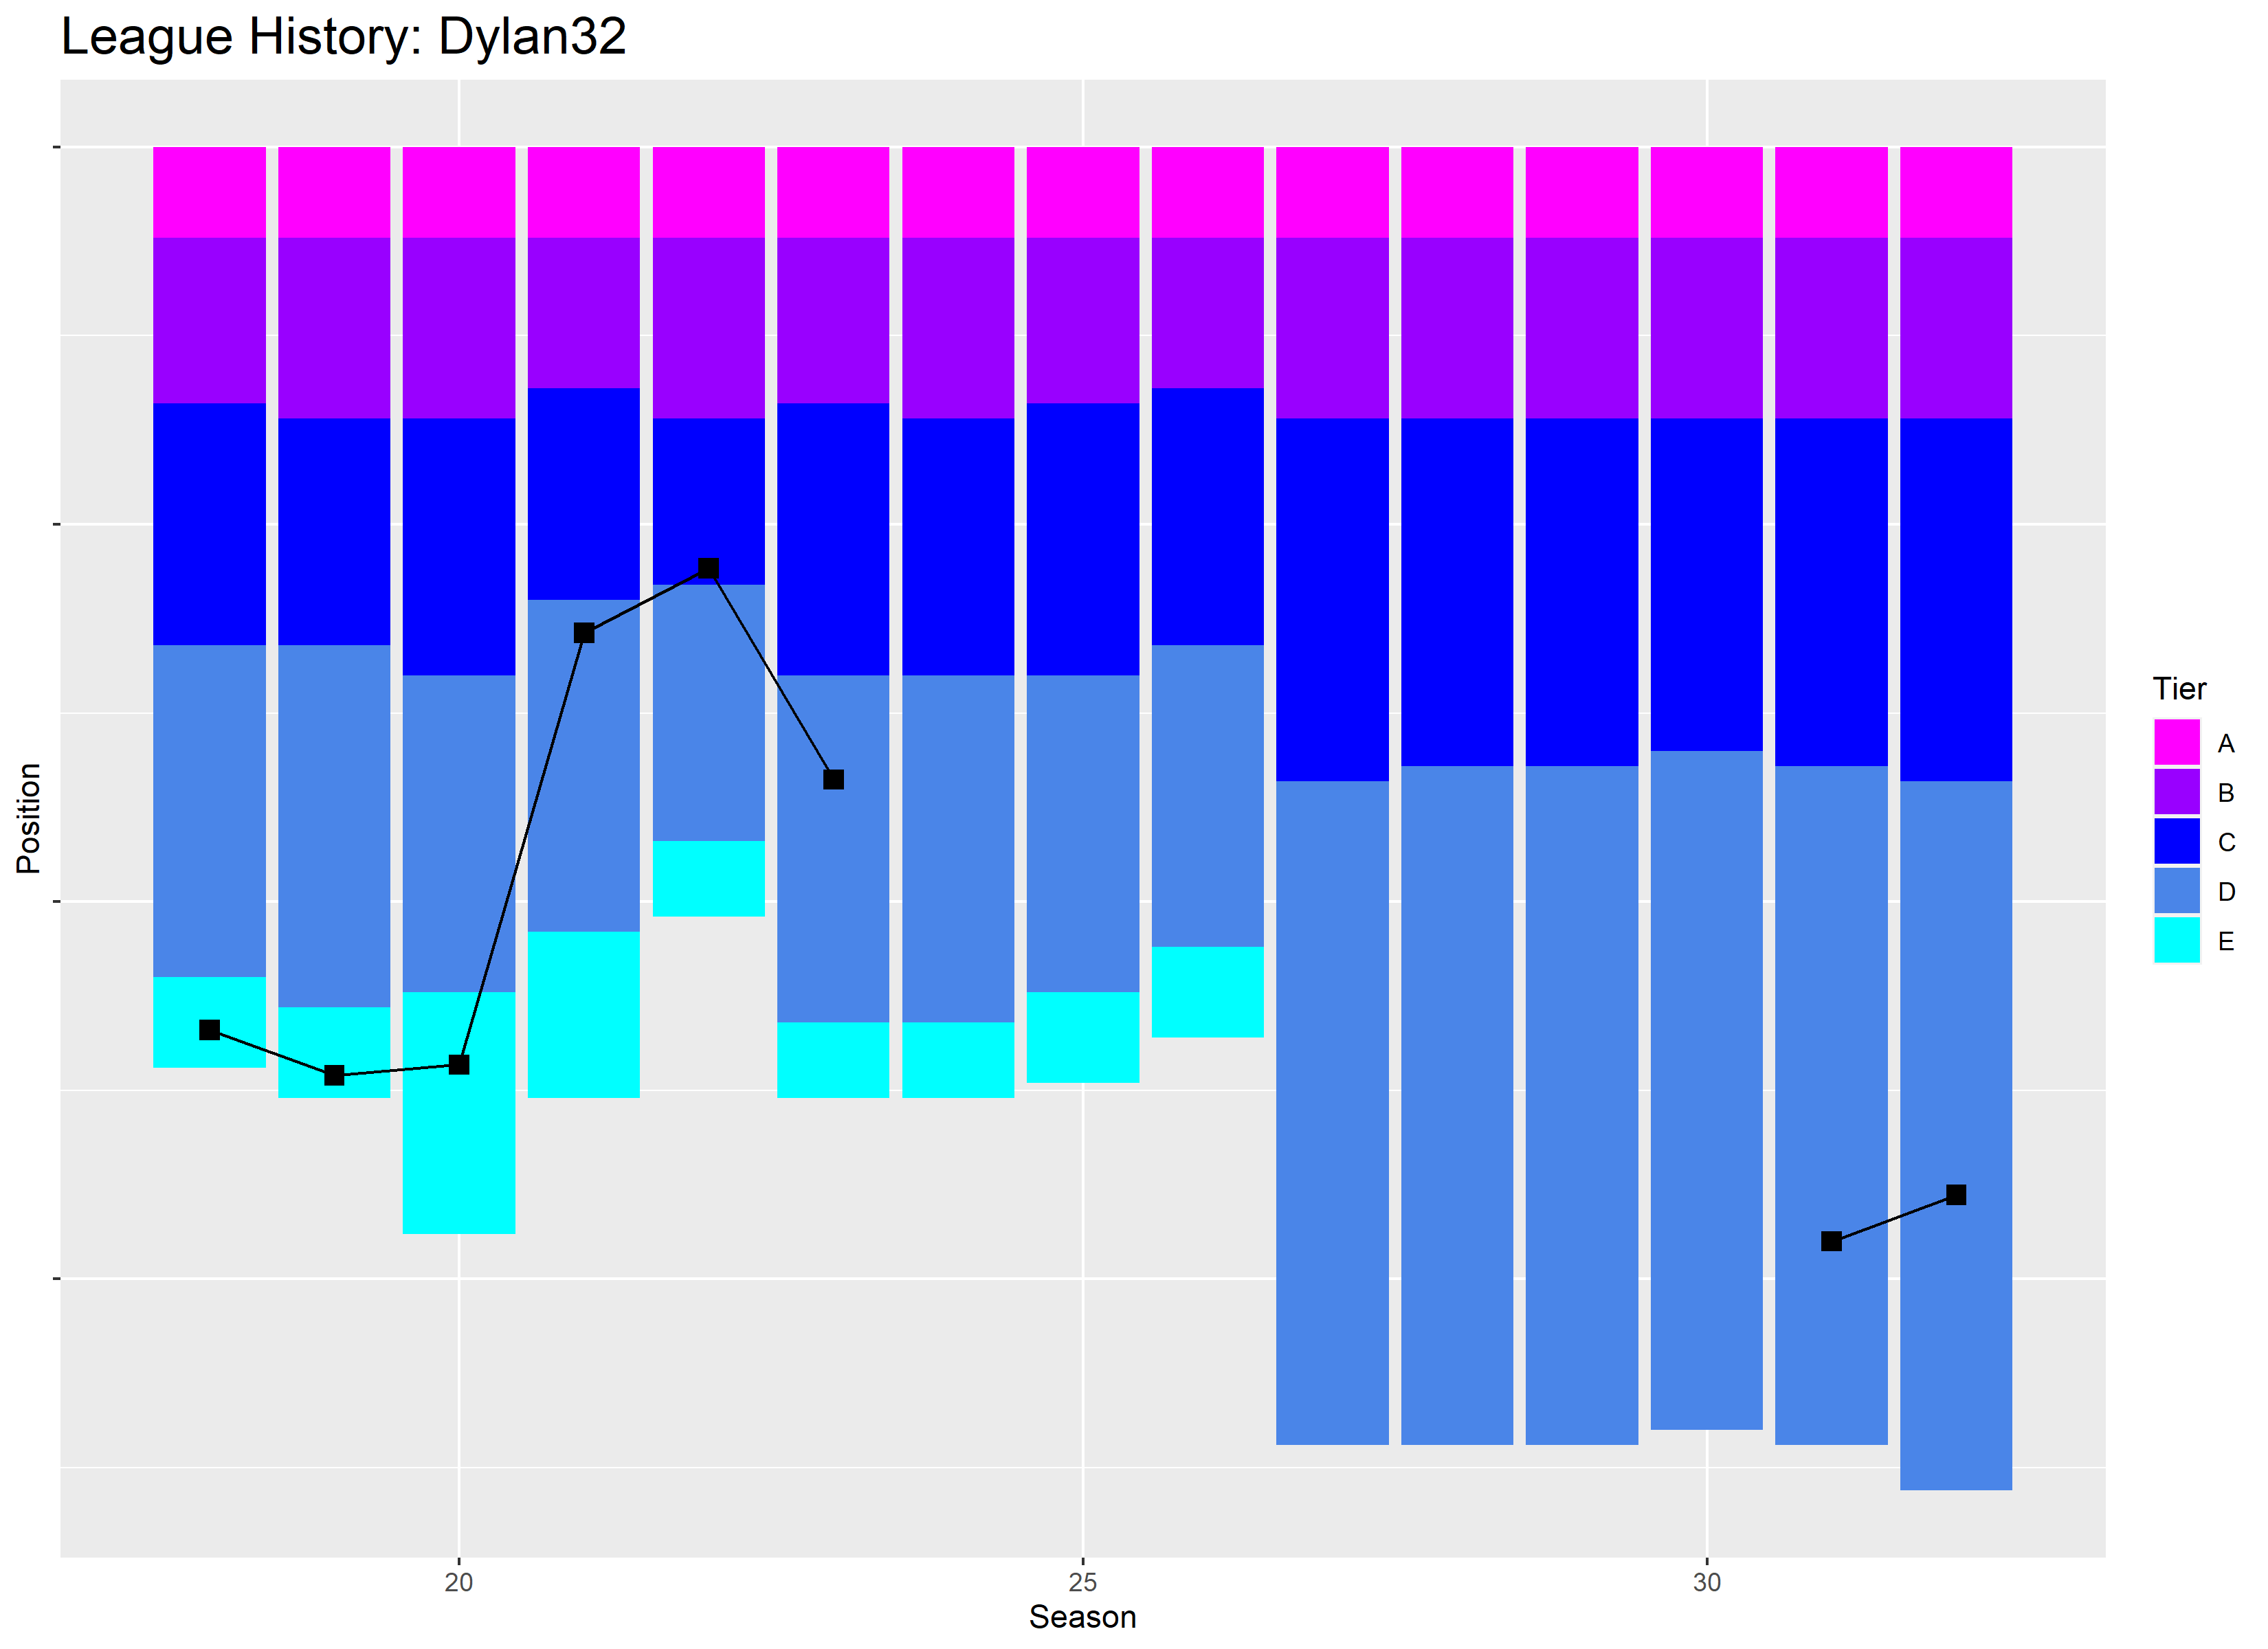 League History: Dylan32
Position
Tier
A
B
C
D
E
20
25
30
Season